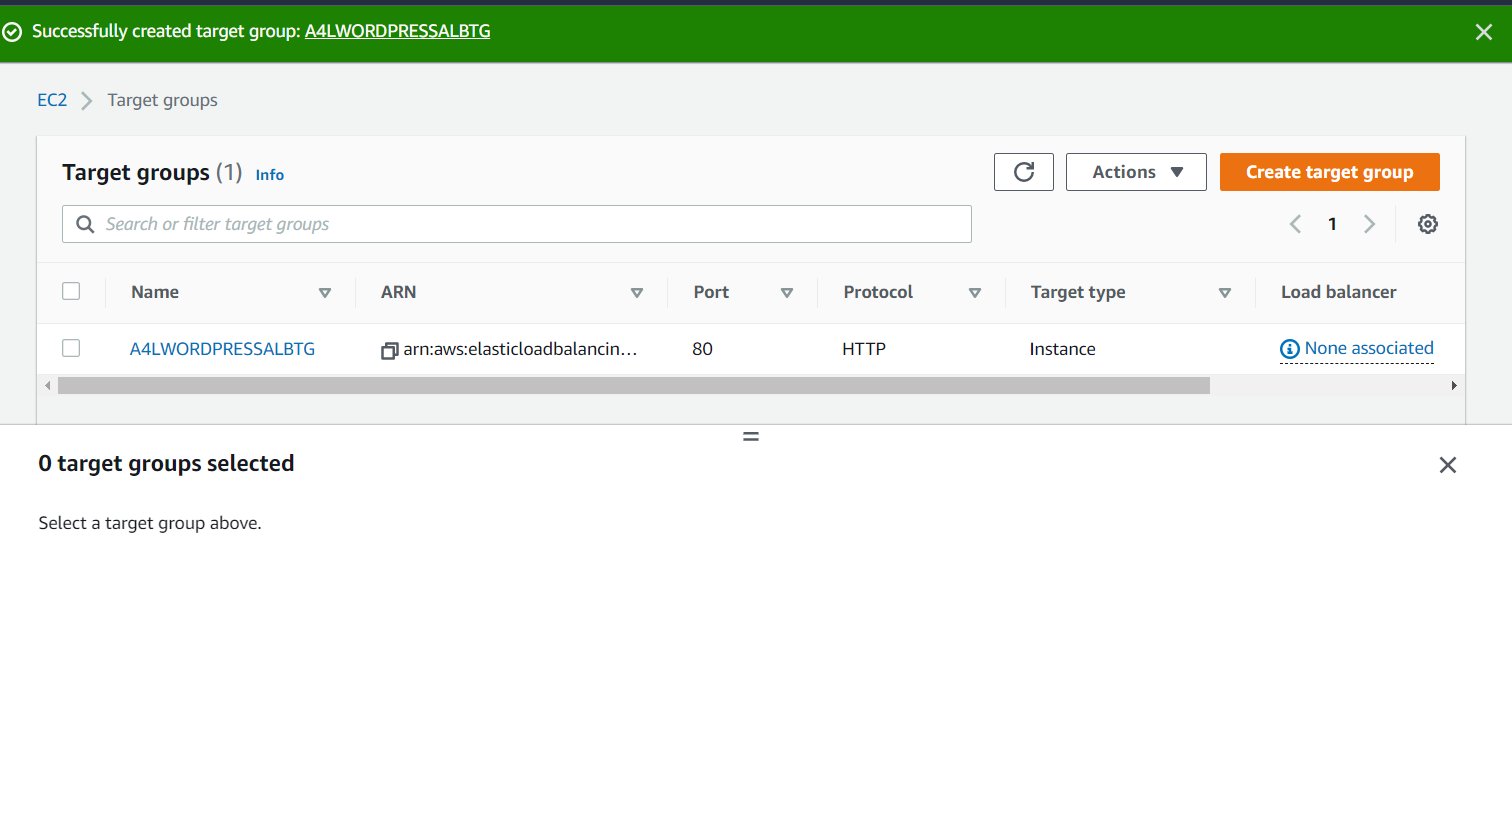 Successfully created target group: A4LWORDPRESSALBTG
EC2 Target groups
Target groups (1) Info
Actions
Create target group
Search or filter target groups
1
Name ARN Port Protocol Target type Load balancer
A4LWORDPRESSALBTG arn:aws:elasticloadbalancin... 80 HTTP Instance None associated
0 target groups selected
Select a target group above.